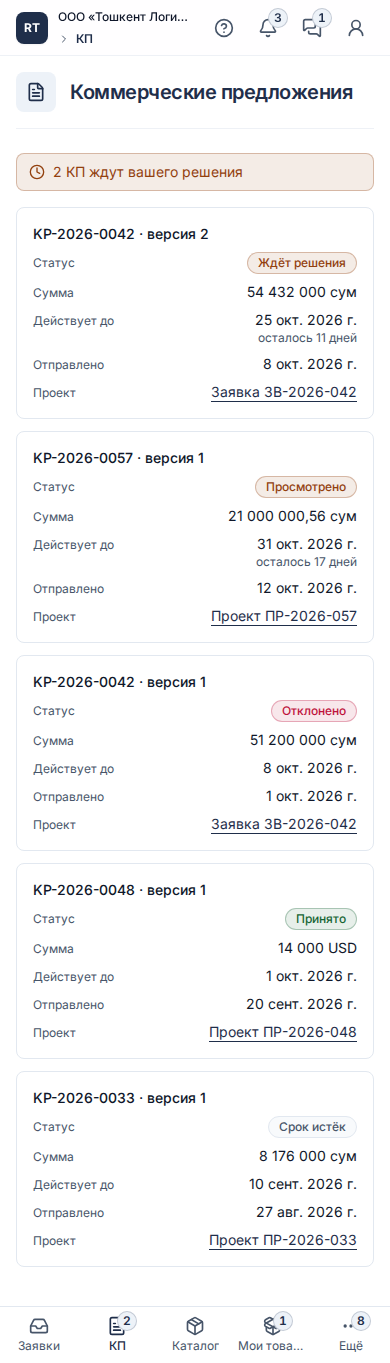 RT
ООО «Тошкент Логи...
КП
3
1
Коммерческие предложения
2 КП ждут вашего решения
KP-2026-0042 · версия 2
Статус Ждёт решения
Сумма 54 432 000 сум
Действует до 25 окт. 2026 г.
осталось 11 дней
Отправлено 8 окт. 2026 г.
Проект Заявка ЗВ-2026-042
KP-2026-0057 · версия 1
Статус Просмотрено
Сумма 21 000 000,56 сум
Действует до 31 окт. 2026 г.
осталось 17 дней
Отправлено 12 окт. 2026 г.
Проект Проект ПР-2026-057
KP-2026-0042 · версия 1
Статус Отклонено
Сумма 51 200 000 сум
Действует до 8 окт. 2026 г.
Отправлено 1 окт. 2026 г.
Проект Заявка ЗВ-2026-042
KP-2026-0048 · версия 1
Статус Принято
Сумма 14 000 USD
Действует до 1 окт. 2026 г.
Отправлено 20 сент. 2026 г.
Проект Проект ПР-2026-048
KP-2026-0033 · версия 1
Статус Срок истёк
Сумма 8 176 000 сум
Действует до 10 сент. 2026 г.
Отправлено 27 авг. 2026 г.
Проект Проект ПР-2026-033
2 1 8
Заявки КП Каталог Мои това... Ещё